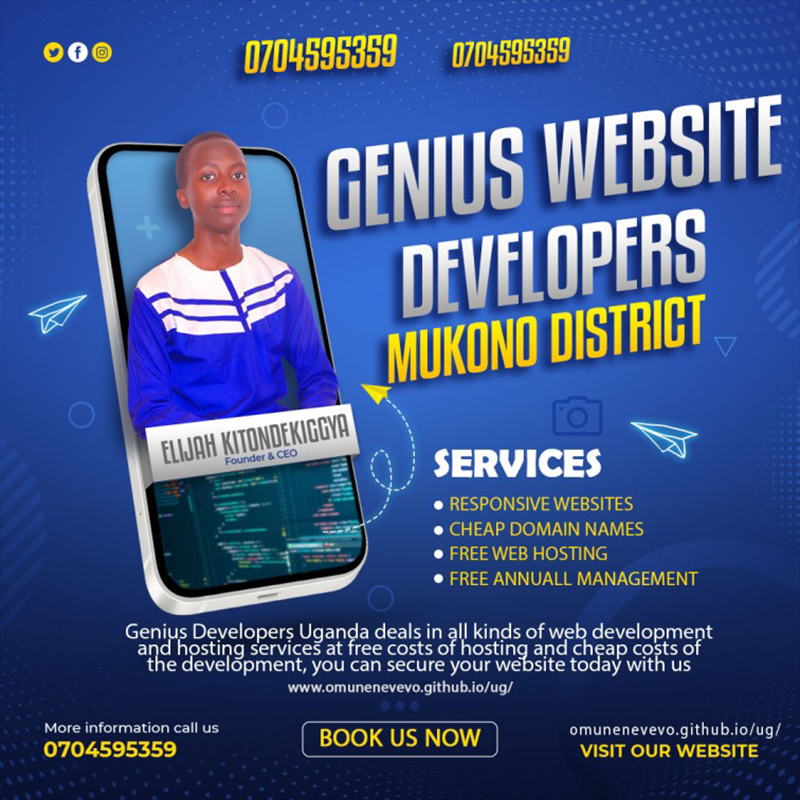 0704595359 0704595359
GENIUS WEBSITE
DEVELOPERS
MUKONO DISTRICT
ELIJAH KITONDEKIGGYA
Founder & CEO
SERVICES
• RESPONSIVE WEBSITES
• CHEAP DOMAIN NAMES
• FREE WEB HOSTING
• FREE ANNUALL MANAGEMENT
Genius Developers Uganda deals in all kinds of web development
and hosting services at free costs of hosting and cheap costs of
the development, you can secure your website today with us
www.omunenevevo.github.io/ug/
More information call us
0704595359
BOOK US NOW
omunenevevo.github.io/ug/
VISIT OUR WEBSITE